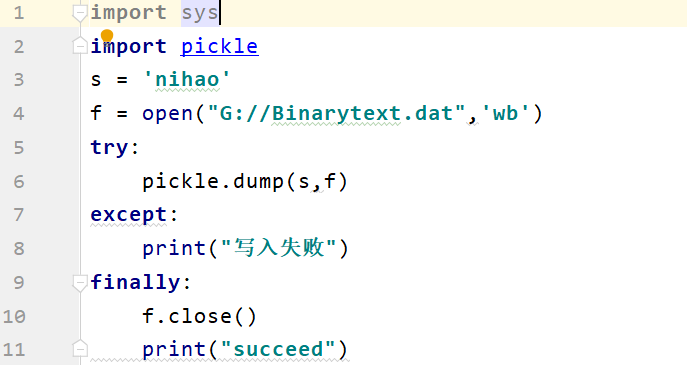 1 import sys
2 import pickle
3 s = 'nihao'
4 f = open("G://Binarytext.dat",'wb')
5 try:
6     pickle.dump(s,f)
7 except:
8     print("写入失败")
9 finally:
10     f.close()
11     print("succeed")